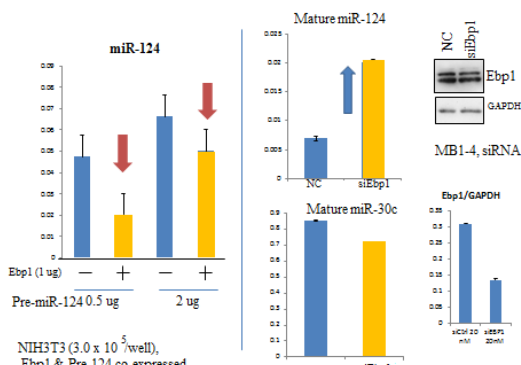 miR-124
0.09
0.08
0.07
0.06
0.05
0.04
0.03
0.02
0.01
0
Ebp1 (1 ug) — + — +
Pre-miR-124 0.5 ug 2 ug
NIH3T3 (3.0 x 10^5/well),
Ebp1 & Pre-124 co expressed
Mature miR-124
0.025
0.02
0.015
0.01
0.005
0
NC siEbp1
Mature miR-30c
0.9
0.8
0.7
0.6
0.5
0.4
0.3
0.2
0.1
0
NC
siEbp1
Ebp1
GAPDH
MB1-4, siRNA
Ebp1/GAPDH
0.35
0.3
0.25
0.2
0.15
0.1
0.05
0
siCtrl 20 nM
siEBP1 20nM